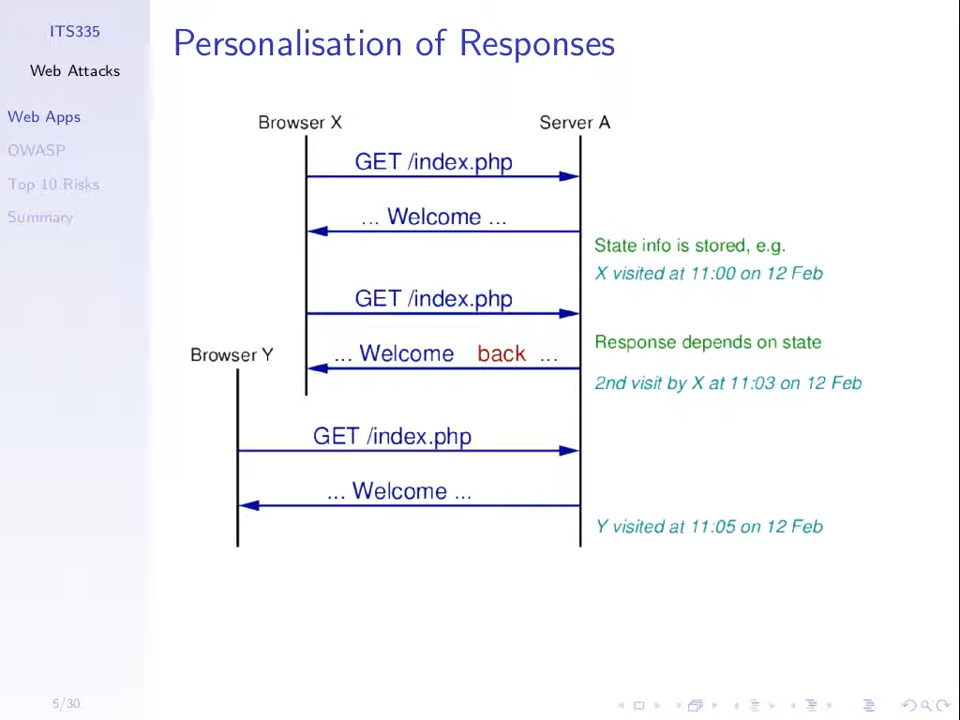 ITS335
Web Attacks
Web Apps
OWASP
Top 10 Risks
Summary
Personalisation of Responses
Browser X
Server A
GET /index.php
... Welcome ...
State info is stored, e.g.
X visited at 11:00 on 12 Feb
GET /index.php
Response depends on state
Browser Y
... Welcome back ...
2nd visit by X at 11:03 on 12 Feb
GET /index.php
... Welcome ...
Y visited at 11:05 on 12 Feb
5/30